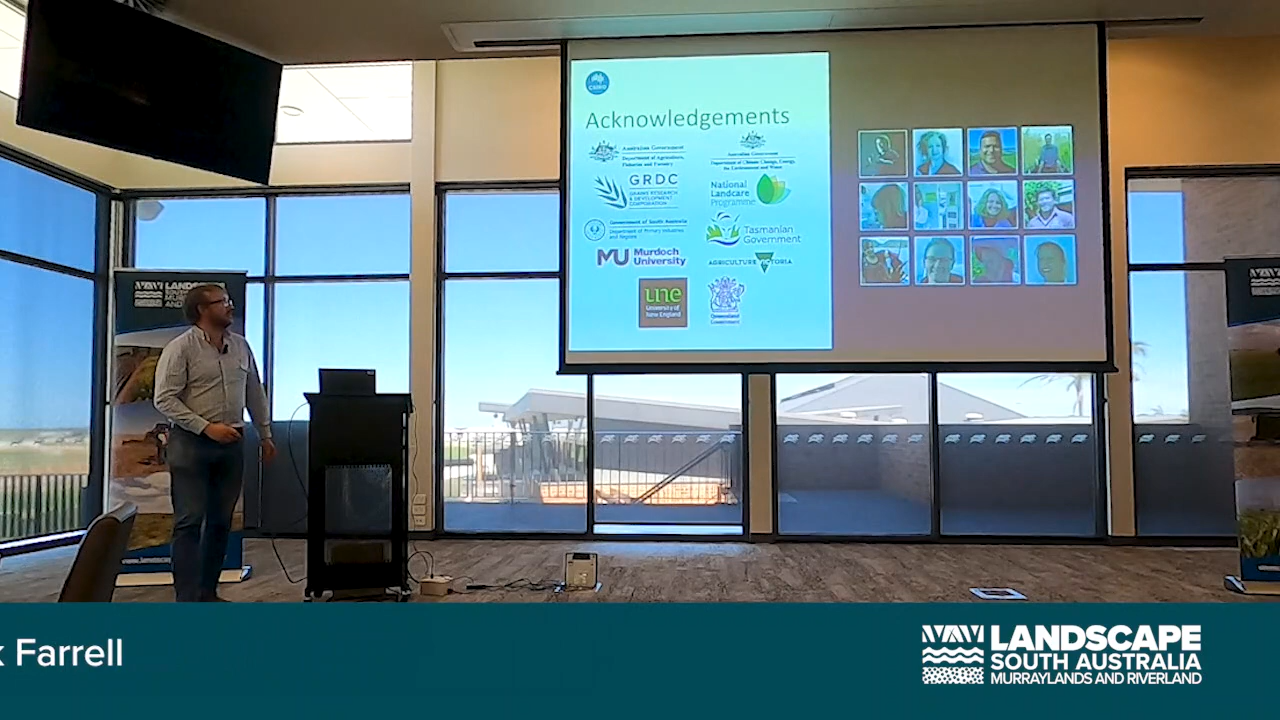 CSIRO
Acknowledgements
Australian Government
Department of Agriculture,
Fisheries and Forestry
Australian Government
Department of Climate Change, Energy,
the Environment and Water
GRDC
GRAINS RESEARCH
& DEVELOPMENT
CORPORATION
National
Landcare
Programme
Government of South Australia
Department of Primary Industries
and Regions
Tasmanian
Government
MU Murdoch
University
AGRICULTURE VICTORIA
une
University of
New England
Queensland
Government
LANDSCAPE
Farrell
LANDSCAPE
SOUTH AUSTRALIA
MURRAYLANDS AND RIVERLAND